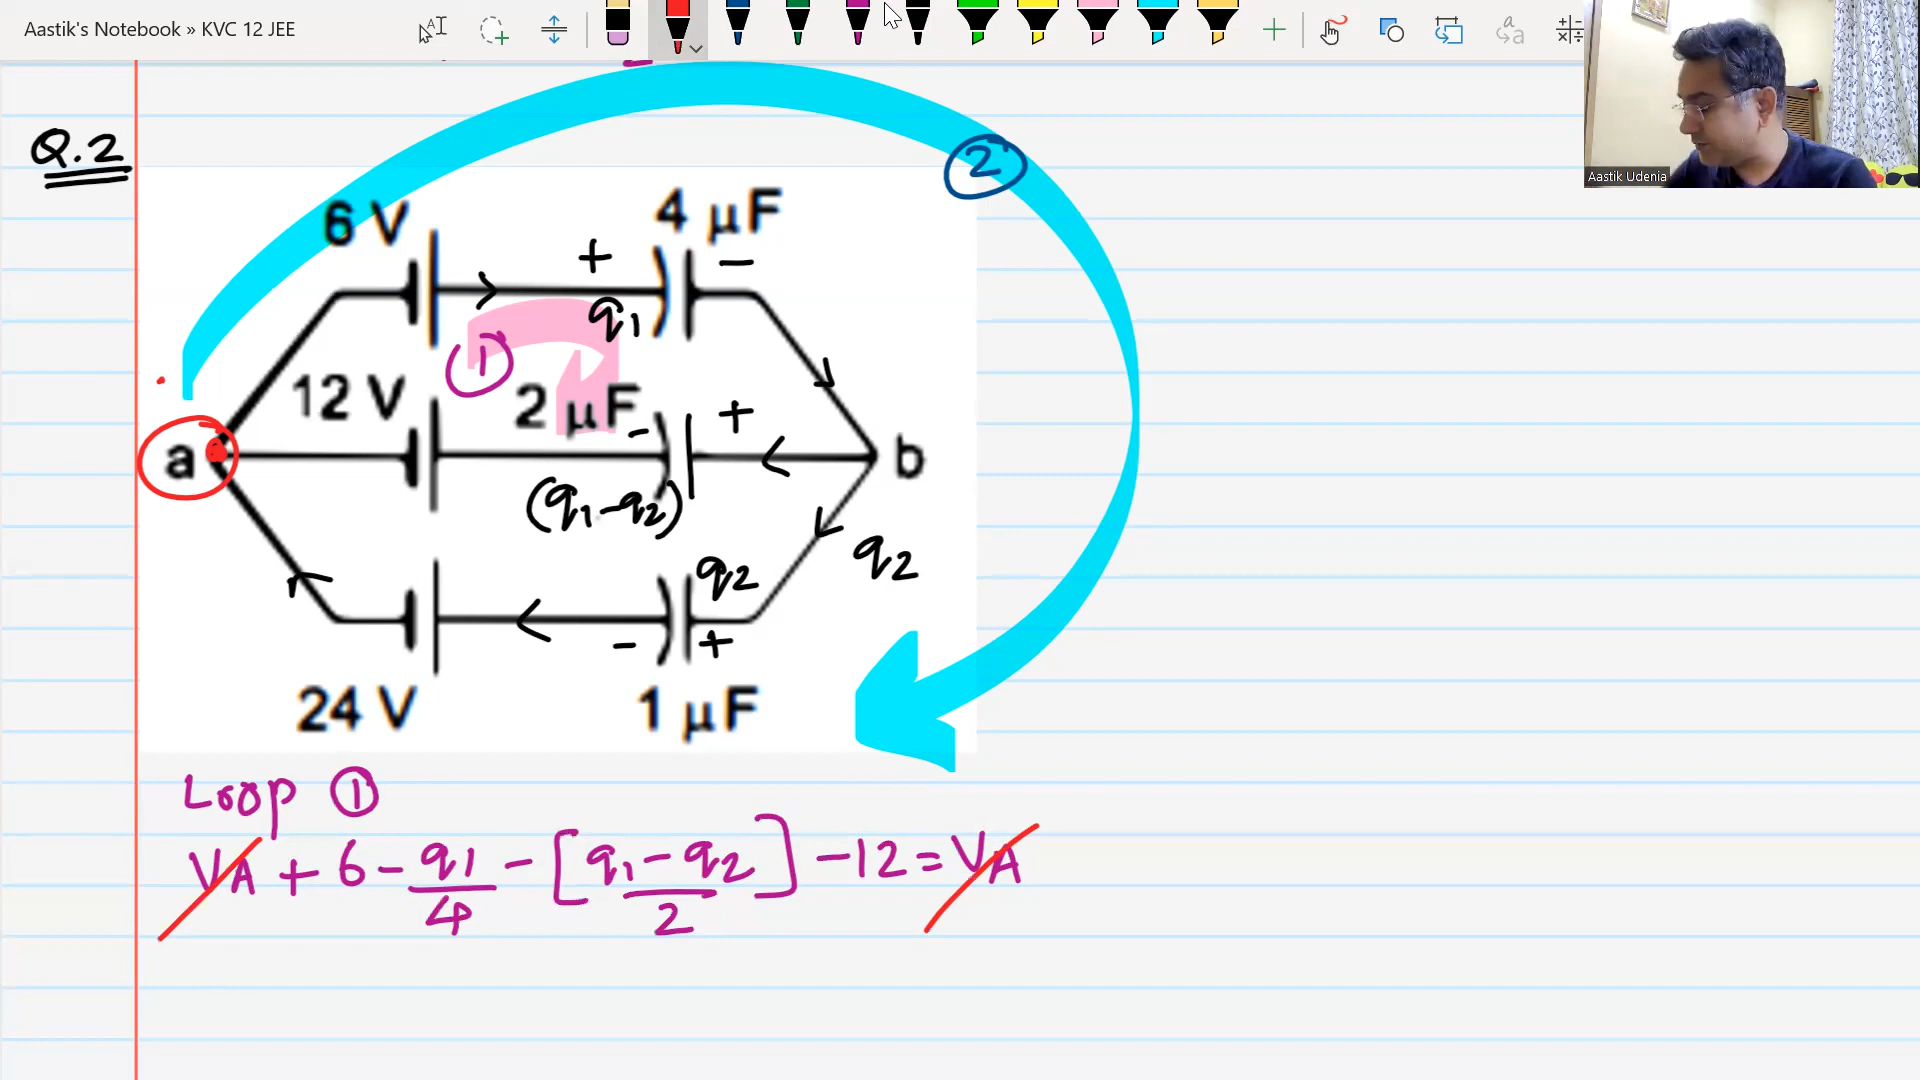 Aastik's Notebook » KVC 12 JEE
Aastik Udenia
Q.2
2
6 V
4 μF
+
-
q1
1
12 V
2 μF
-
+
a
b
(q1-q2)
q2
q2
-
+
24 V
1 μF
Loop 1
VA + 6 - q1/4 - [q1-q2/2] - 12 = VA